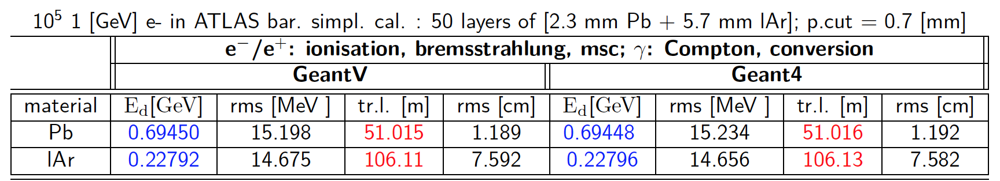 10⁵ 1 [GeV] e- in ATLAS bar. simpl. cal. : 50 layers of [2.3 mm Pb + 5.7 mm lAr]; p.cut = 0.7 [mm]
e⁻/e⁺: ionisation, bremsstrahlung, msc; γ: Compton, conversion
GeantV Geant4
material E_d[GeV] rms [MeV ] tr.l. [m] rms [cm] E_d[GeV] rms [MeV ] tr.l. [m] rms [cm]
Pb 0.69450 15.198 51.015 1.189 0.69448 15.234 51.016 1.192
lAr 0.22792 14.675 106.11 7.592 0.22796 14.656 106.13 7.582